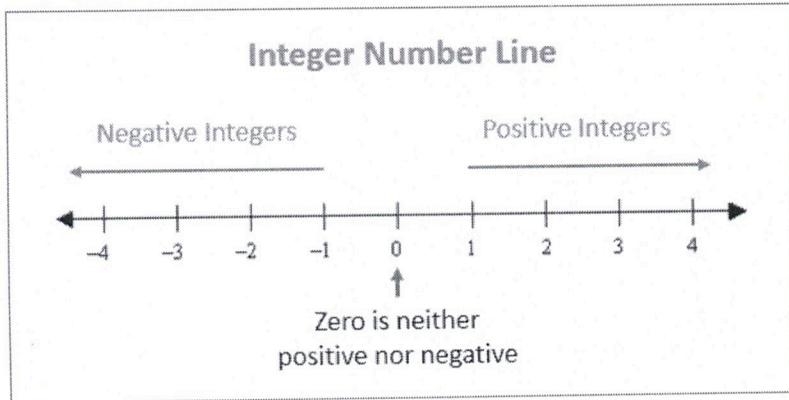 Integer Number Line
Negative Integers Positive Integers
–4 –3 –2 –1 0 1 2 3 4
Zero is neither
positive nor negative